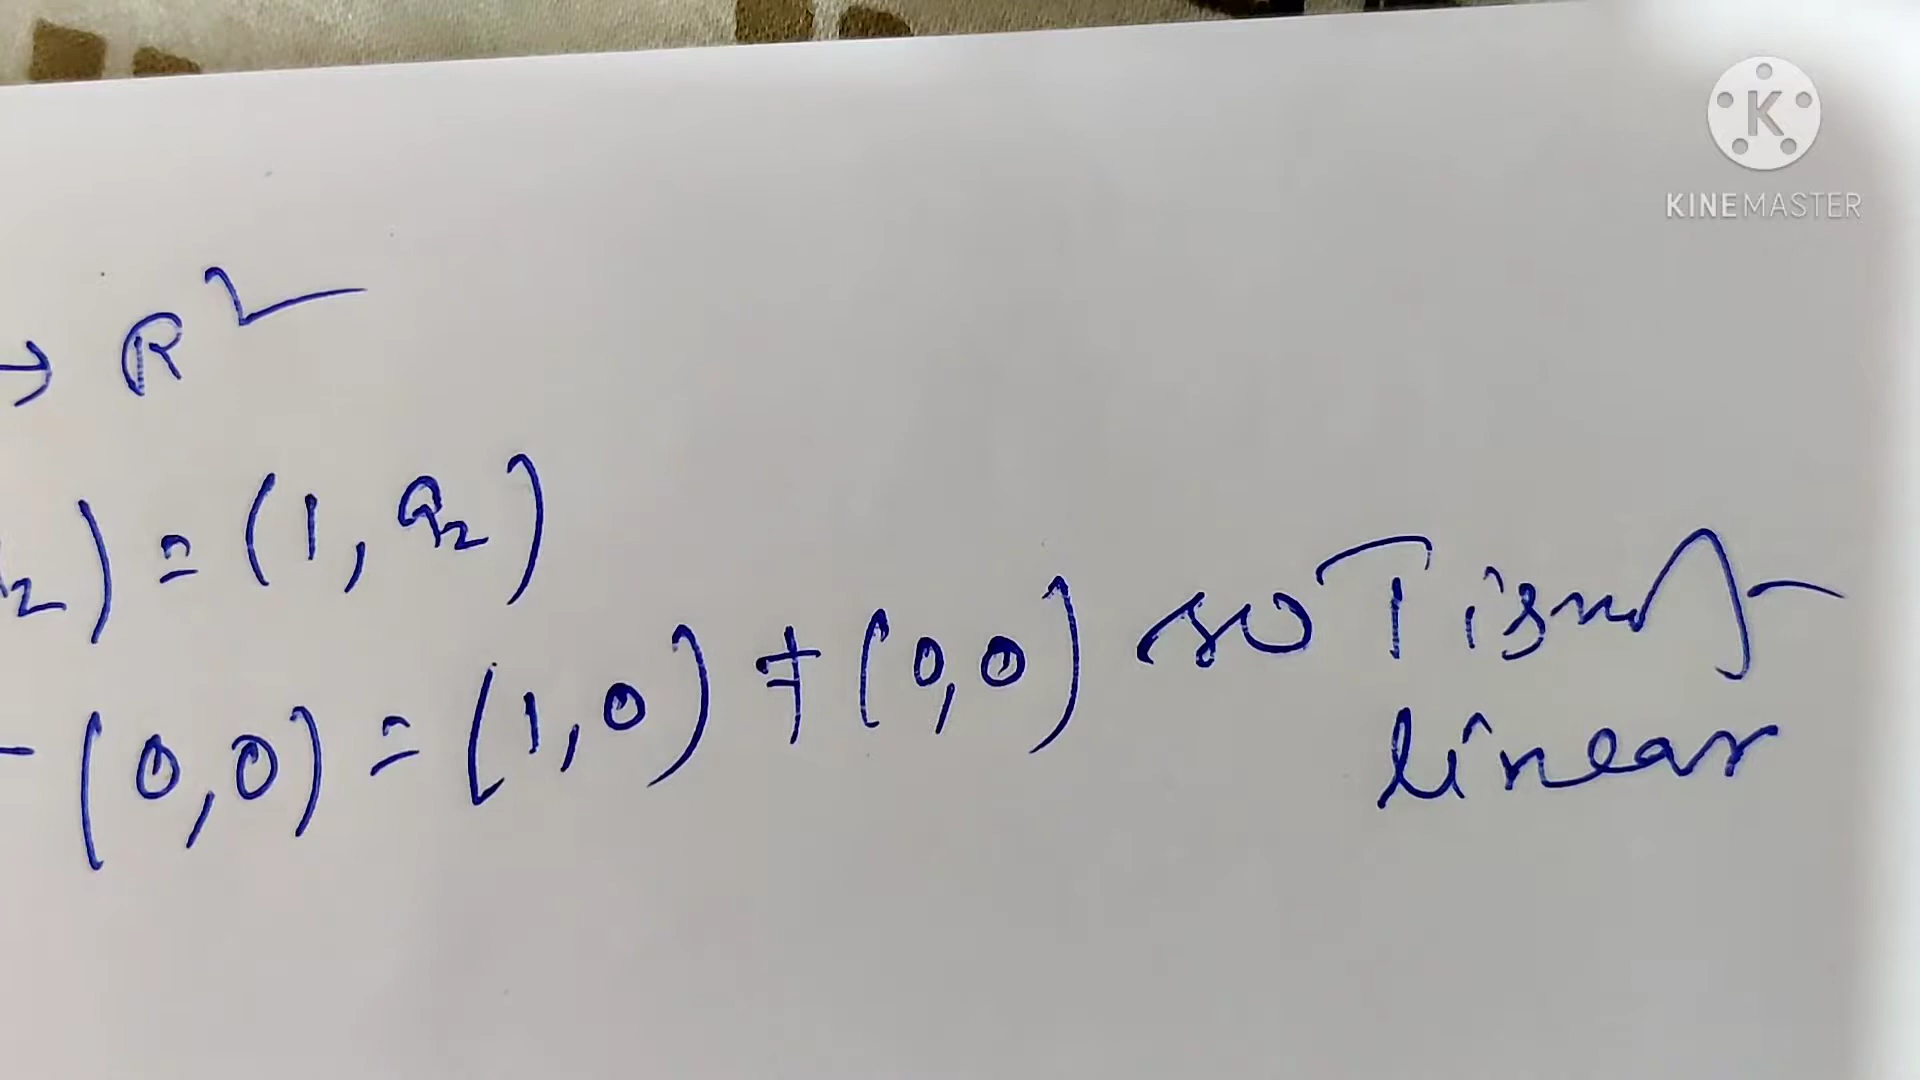 KINEMASTER
→ R²
₂) = (1, a₂)
(0,0) = (1,0) ≠ (0,0) so T is not
linear